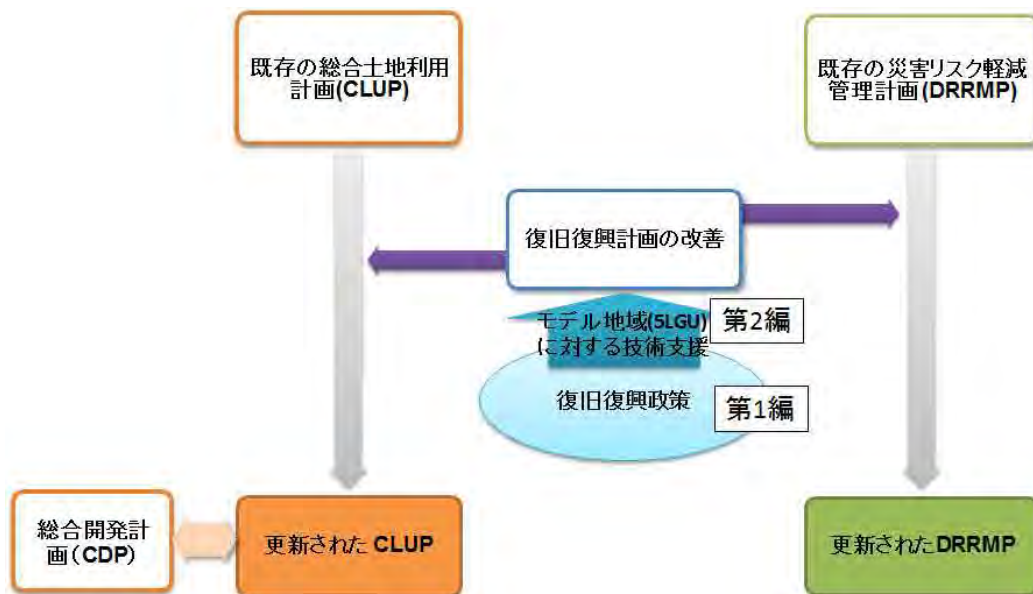 既存の総合土地利用
計画(CLUP)
既存の災害リスク軽減
管理計画(DRRMP)
復旧復興計画の改善
モデル地域(5LGU)
に対する技術支援
第2編
復旧復興政策
第1編
総合開発計
画(CDP)
更新された CLUP
更新されたDRRMP